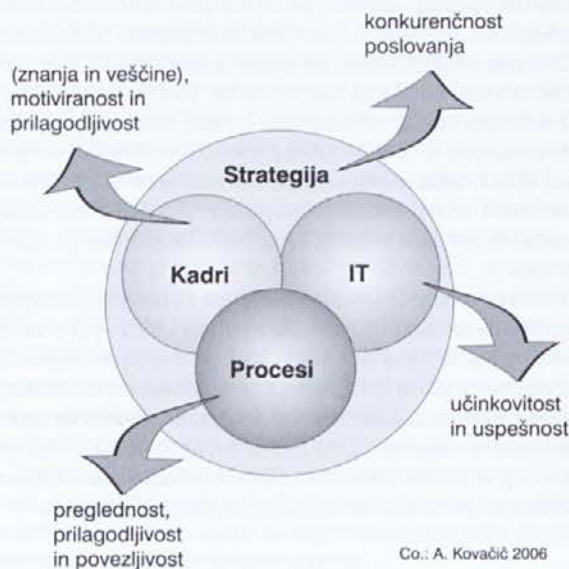 konkurenčnost
poslovanja
(znanja in veščine),
motiviranost in
prilagodljivost
Strategija
Kadri
IT
Procesi
učinkovitost
in uspešnost
preglednost,
prilagodljivost
in povezljivost
Co.: A. Kovačič 2006